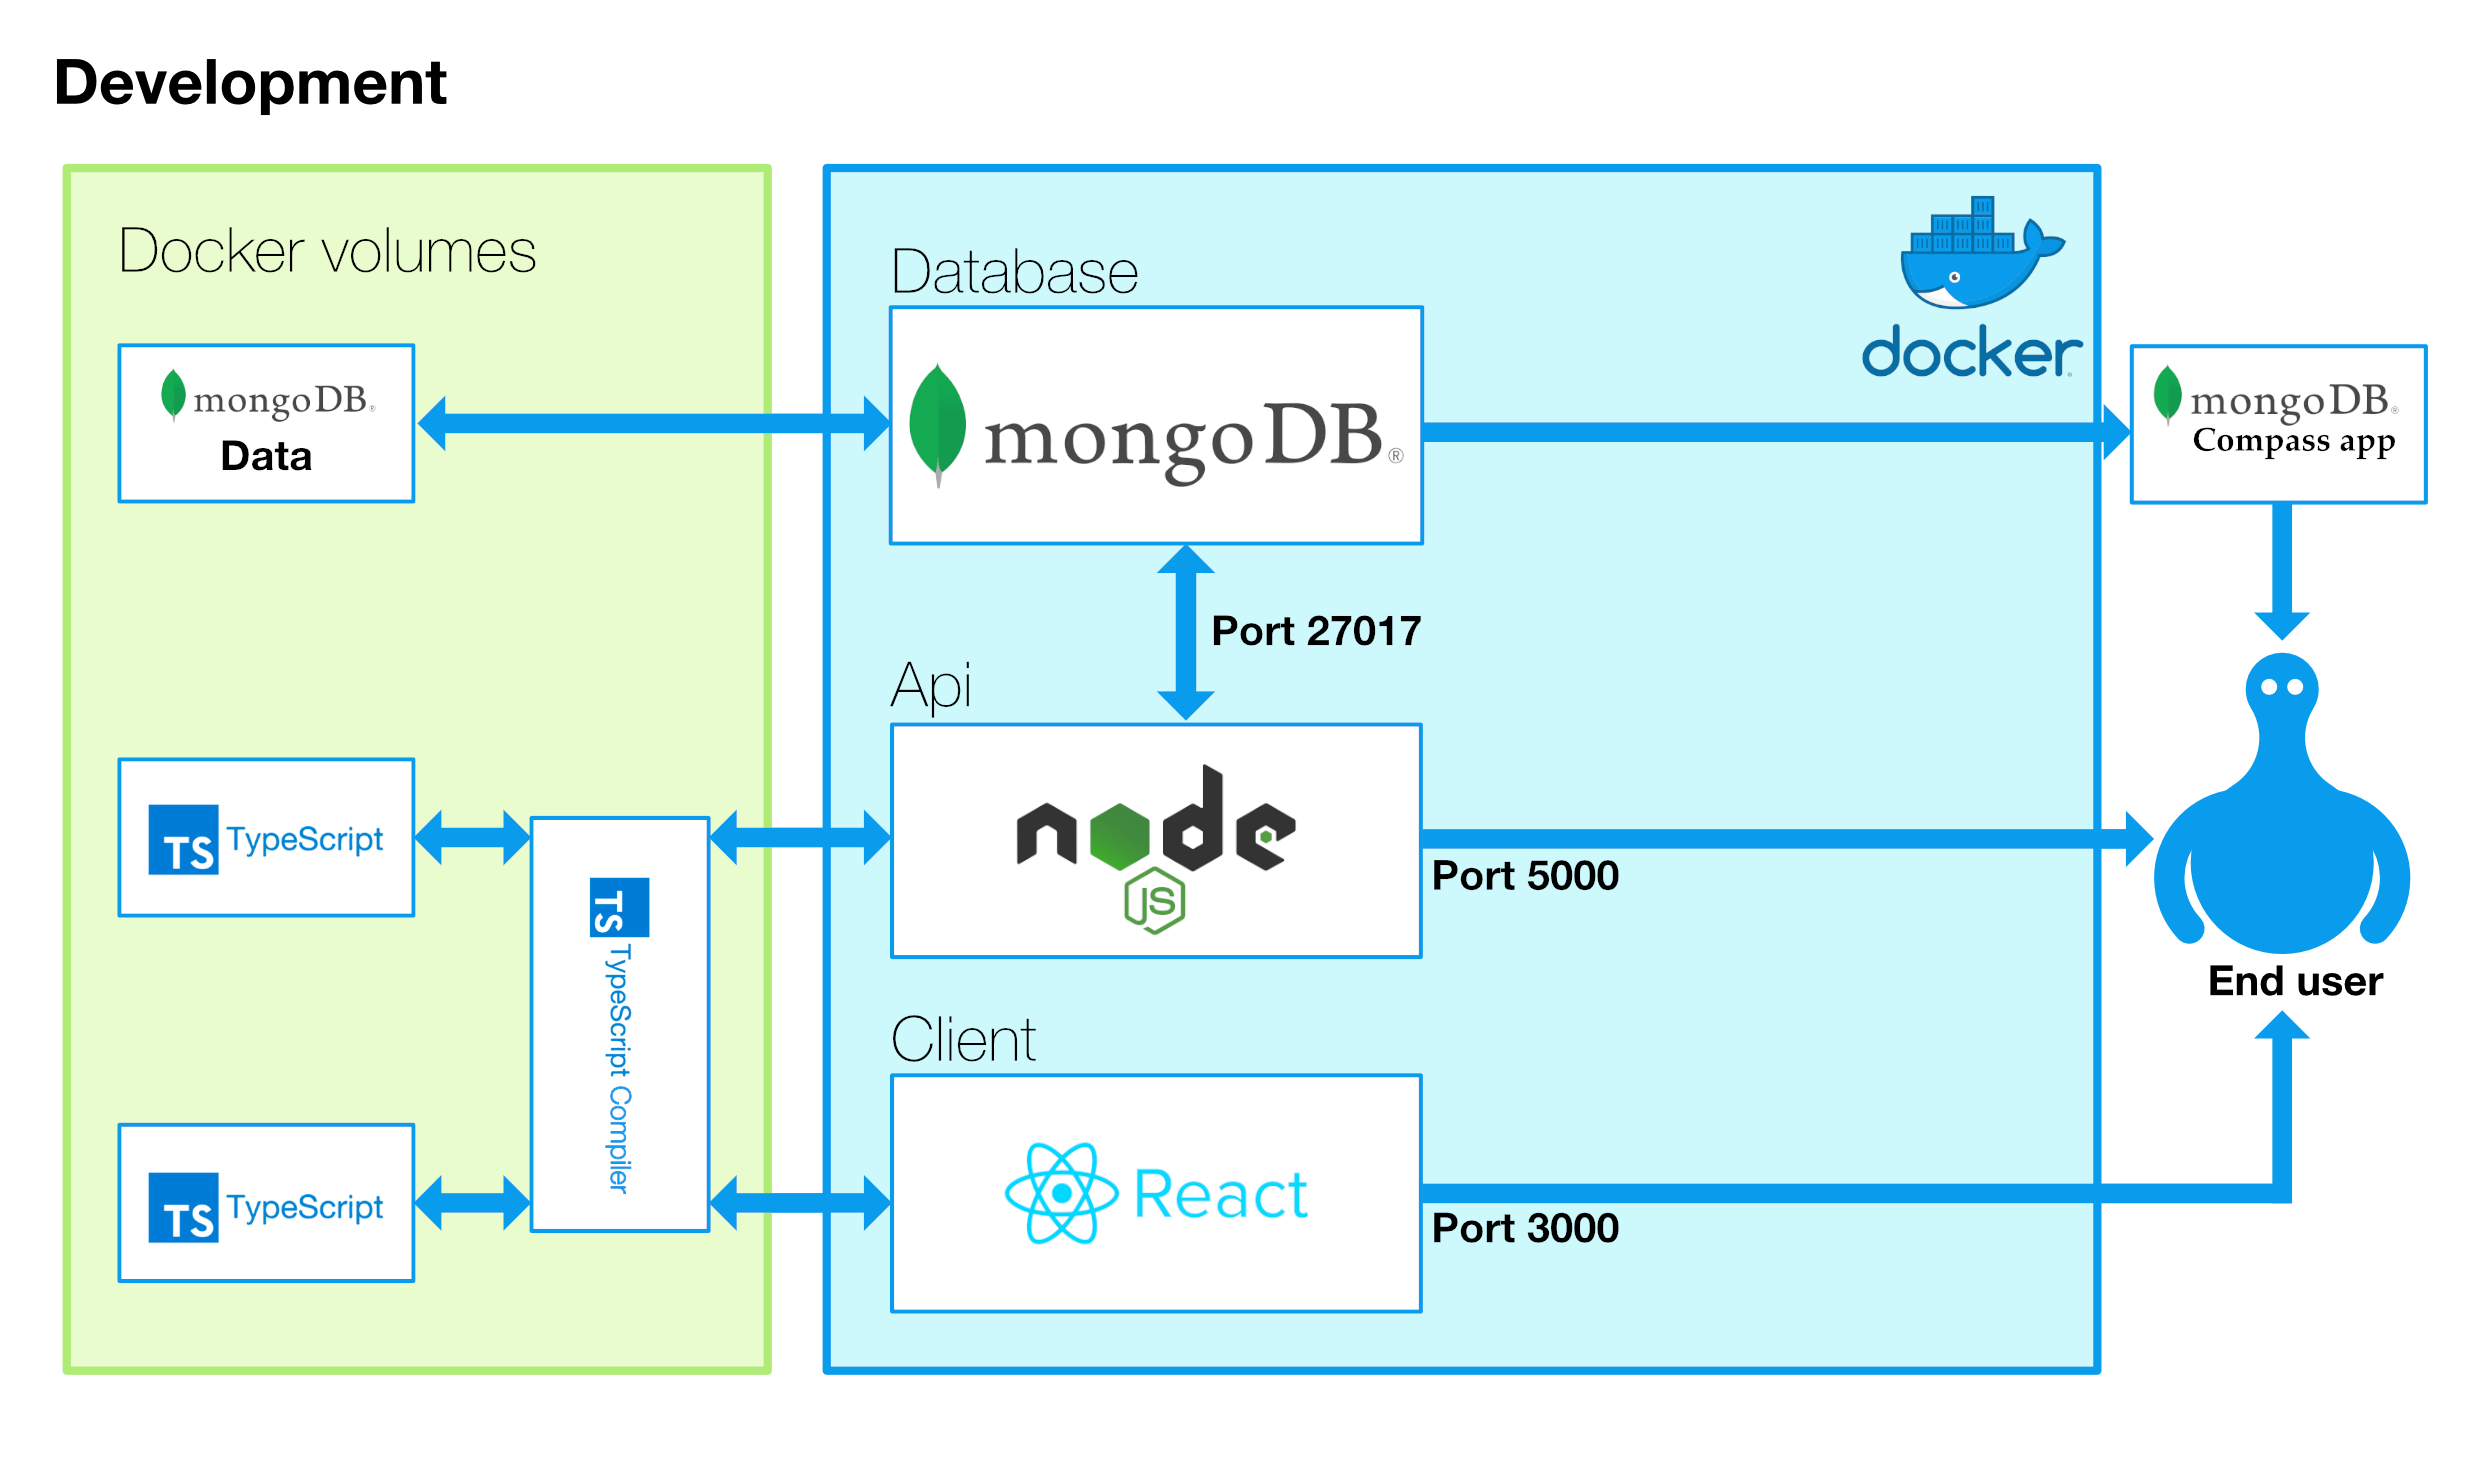 Development
Docker volumes
mongoDB®
Data
TypeScript
TS
TypeScript
TS
TS
TypeScript Compiler
Database
mongoDB®
Port 27017
Api
node
JS
Port 5000
Client
React
Port 3000
docker
mongoDB®
Compass app
End user